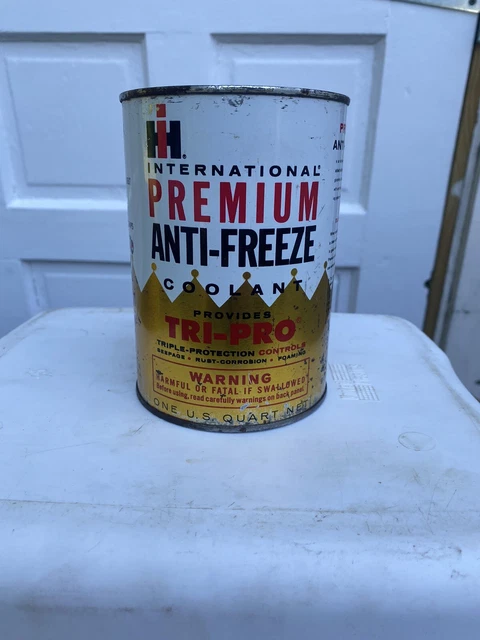 IH®
INTERNATIONAL®
PREMIUM
ANTI-FREEZE
COOLANT
PROVIDES
TRI-PRO
TRIPLE-PROTECTION CONTROLS
SEEPAGE • RUST-CORROSION • FOAMING
WARNING
HARMFUL OR FATAL IF SWALLOWED
Before using, read carefully warnings on back panel.
ONE U.S. QUART NET